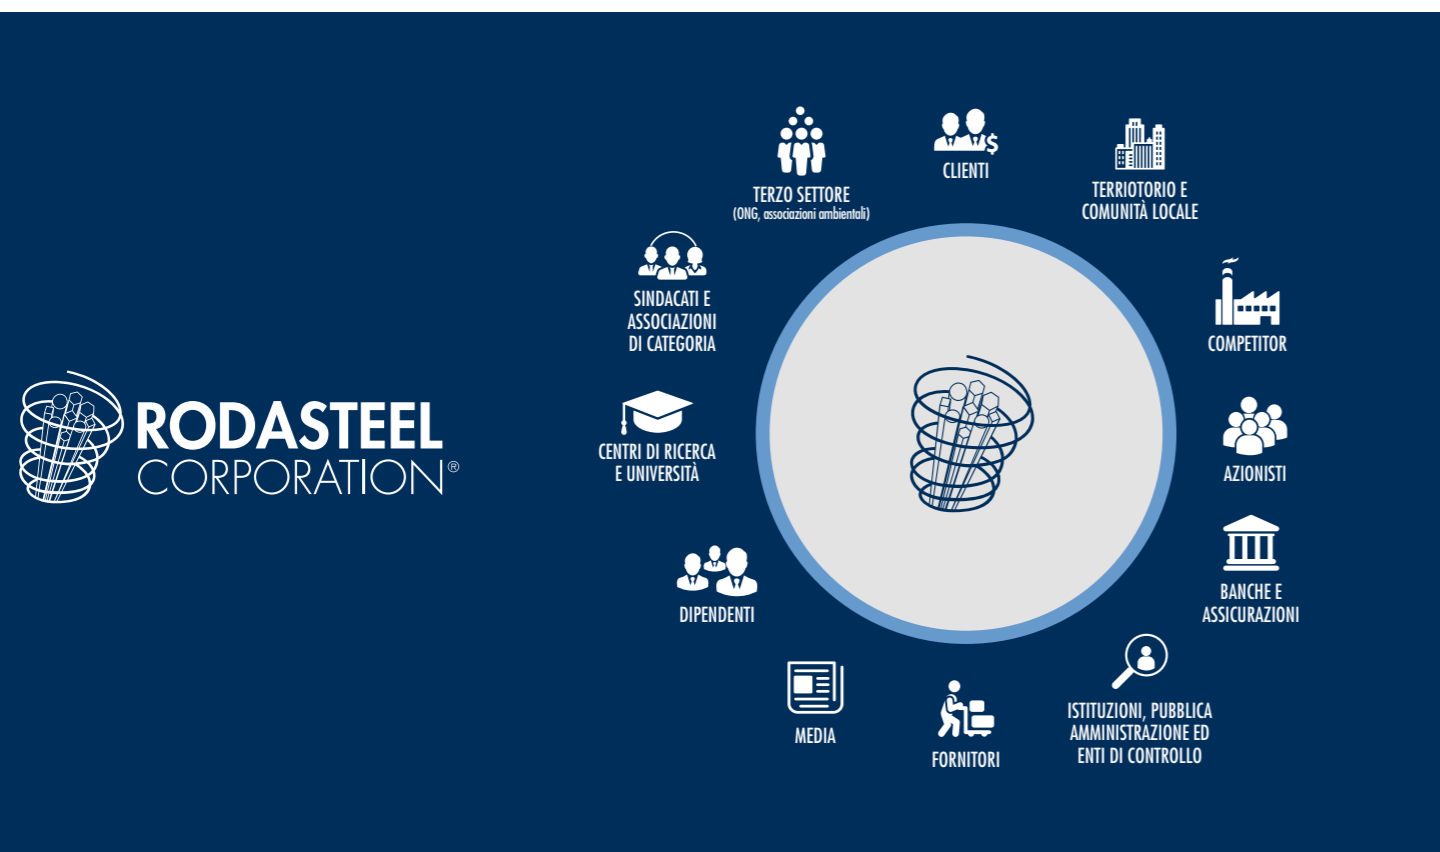 RODASTEEL
CORPORATION®
CLIENTI
TERRIOTORIO E
COMUNITÀ LOCALE
COMPETITOR
AZIONISTI
BANCHE E
ASSICURAZIONI
ISTITUZIONI, PUBBLICA
AMMINISTRAZIONE ED
ENTI DI CONTROLLO
FORNITORI
MEDIA
DIPENDENTI
CENTRI DI RICERCA
E UNIVERSITÀ
SINDACATI E
ASSOCIAZIONI
DI CATEGORIA
TERZO SETTORE
(ONG, associazioni ambientali)